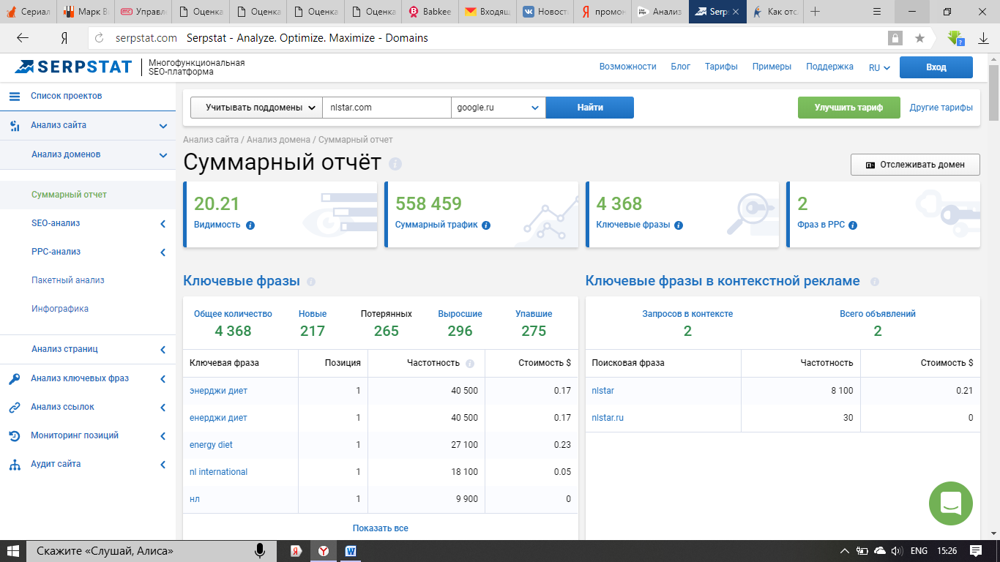 Сериал
Марк В
Управл
Оценка
Оценка
Оценка
Оценка
Babkee
Входящ
Новост
промон
Анализ
Serps
Как отс
serpstat.com Serpstat - Analyze. Optimize. Maximize - Domains
SERPSTAT
Многофункциональная
SEO-платформа
Возможности Блог Тарифы Примеры Поддержка RU Вход
Список проектов
Анализ сайта
Анализ доменов
Суммарный отчет
SEO-анализ
PPC-анализ
Пакетный анализ
Инфографика
Анализ страниц
Анализ ключевых фраз
Анализ ссылок
Мониторинг позиций
Аудит сайта
Учитывать поддомены nlstar.com google.ru Найти Улучшить тариф Другие тарифы
Анализ сайта / Анализ домена / Суммарный отчет
Суммарный отчёт
Отслеживать домен
20.21
Видимость
558 459
Суммарный трафик
4 368
Ключевые фразы
2
Фраз в PPC
Ключевые фразы
Общее количество Новые Потерянных Выросшие Упавшие
4 368 217 265 296 275
Ключевая фраза Позиция Частотность Стоимость $
энерджи диет 1 40 500 0.17
енерджи диет 1 40 500 0.17
energy diet 1 27 100 0.23
nl international 1 18 100 0.05
нл 1 9 900 0
Показать все
Ключевые фразы в контекстной рекламе
Запросов в контексте Всего объявлений
2 2
Поисковая фраза Частотность Стоимость $
nlstar 8 100 0.21
nlstar.ru 30 0
Скажите «Слушай, Алиса»
ENG 15:26